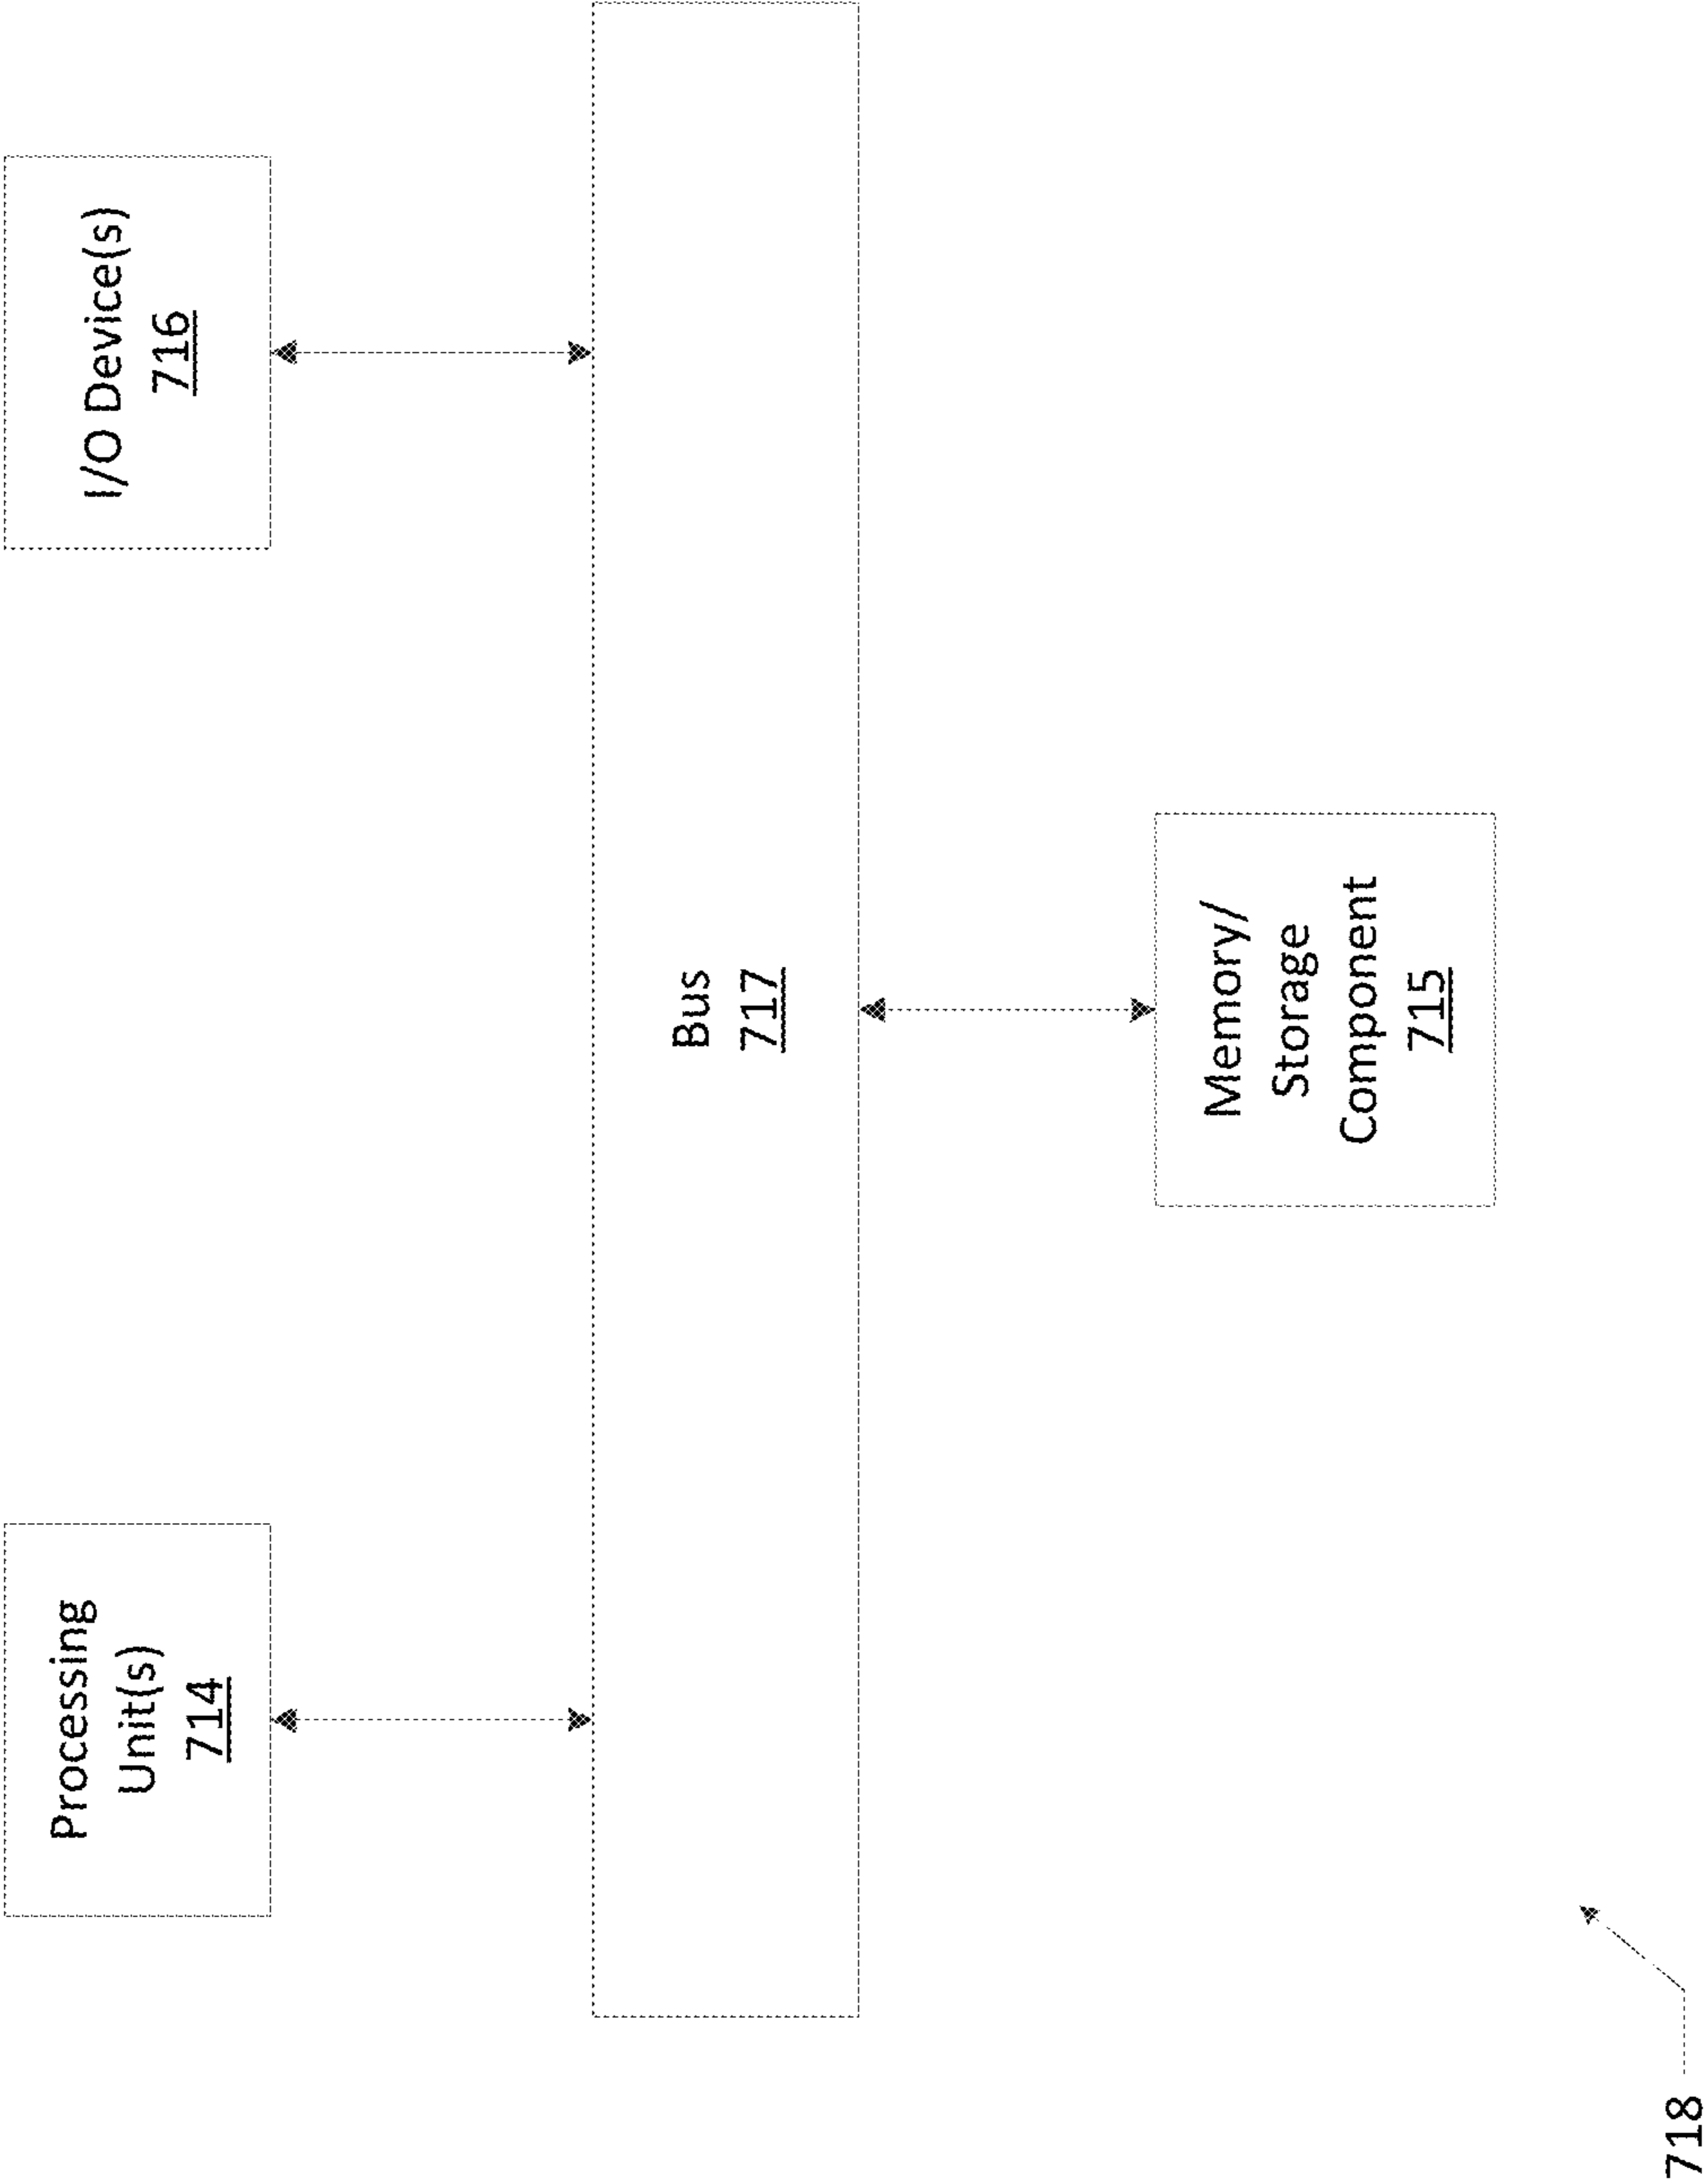 Processing
Unit(s)
714
I/O Device(s)
716
Bus
717
Memory/
Storage
Component
715
718